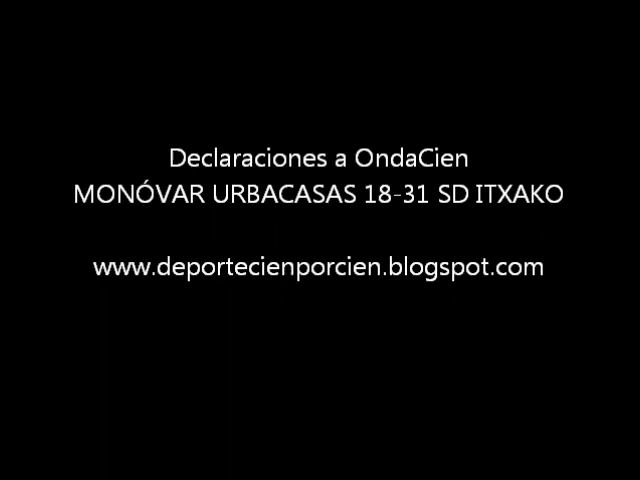 Declaraciones a OndaCien
MONÓVAR URBACASAS 18-31 SD ITXAKO
www.deportecienporcien.blogspot.com